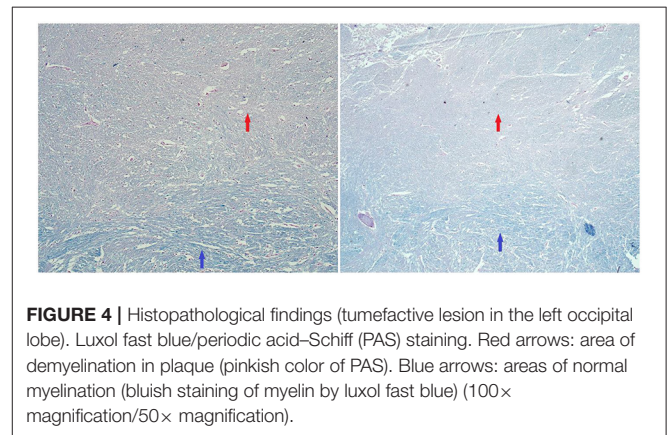 FIGURE 4 | Histopathological findings (tumefactive lesion in the left occipital
lobe). Luxol fast blue/periodic acid–Schiff (PAS) staining. Red arrows: area of
demyelination in plaque (pinkish color of PAS). Blue arrows: areas of normal
myelination (bluish staining of myelin by luxol fast blue) (100×
magnification/50× magnification).